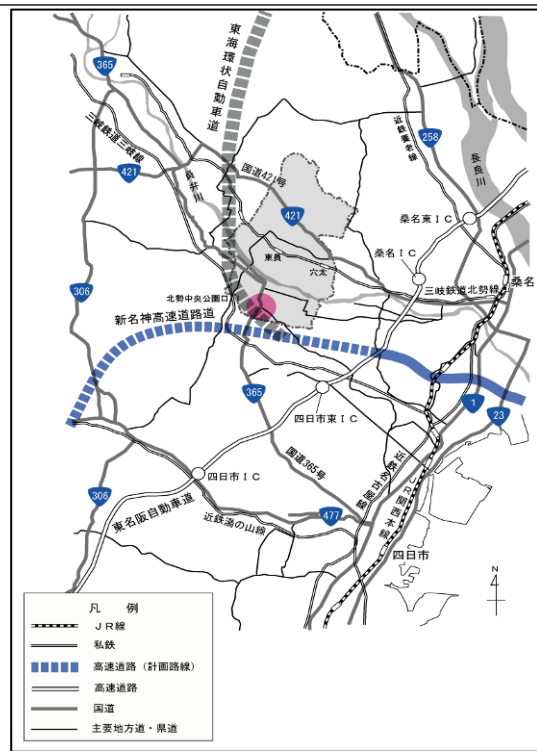 東海環状自動車道
365
三岐鉄道三岐線
近鉄養老線
258
長良川
421
員弁川
国道421号
421
桑名東IC
東員
穴太
桑名IC
三岐鉄道北勢線
桑名
306
北勢中央公園口
新名神高速道路道
365
四日市東IC
1
23
国道365号
四日市IC
近鉄名古屋線
JR関西本線
306
東名阪自動車道
477
近鉄湯の山線
四日市
N
凡 例
JR線
私鉄
高速道路(計画路線)
高速道路
国道
主要地方道・県道